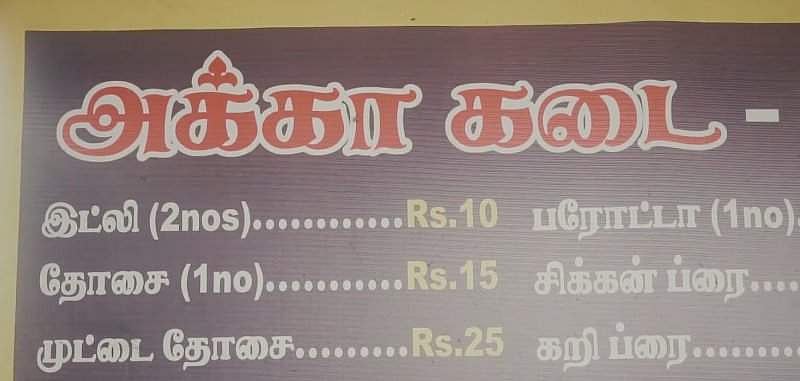 அக்கா கடை -
இட்லி (2nos)............Rs.10 பரோட்டா (1no).
தோசை (1no)...........Rs.15 சிக்கன் ப்ரை....
முட்டை தோசை.........Rs.25 கறி ப்ரை.........